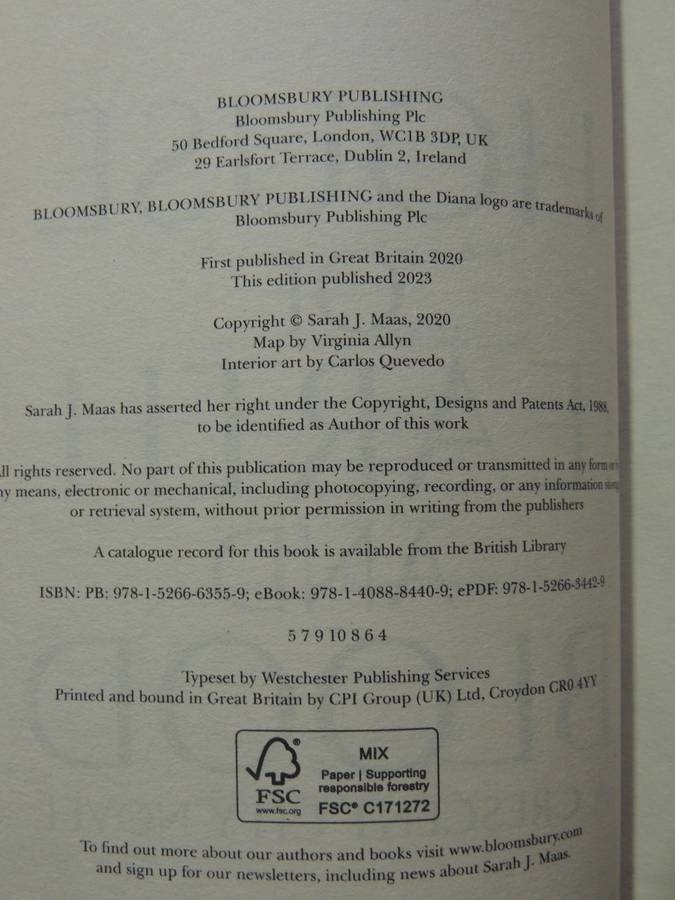 BLOOMSBURY PUBLISHING
Bloomsbury Publishing Plc
50 Bedford Square, London, WC1B 3DP, UK
29 Earlsfort Terrace, Dublin 2, Ireland
BLOOMSBURY, BLOOMSBURY PUBLISHING and the Diana logo are trademarks of
Bloomsbury Publishing Plc
First published in Great Britain 2020
This edition published 2023
Copyright © Sarah J. Maas, 2020
Map by Virginia Allyn
Interior art by Carlos Quevedo
Sarah J. Maas has asserted her right under the Copyright, Designs and Patents Act, 1988,
to be identified as Author of this work
rights reserved. No part of this publication may be reproduced or transmitted in any form
means, electronic or mechanical, including photocopying, recording, or any information
or retrieval system, without prior permission in writing from the publishers
A catalogue record for this book is available from the British Library
ISBN: PB: 978-1-5266-6355-9; eBook: 978-1-4088-8440-9; ePDF: 978-1-5266-3442-9
5 7 9 10 8 6 4
Typeset by Westchester Publishing Services
Printed and bound in Great Britain by CPI Group (UK) Ltd, Croydon CR0 4YY
FSC®
www.fsc.org
MIX
Paper | Supporting
responsible forestry
FSC® C171272
To find out more about our authors and books visit www.bloomsbury.com
and sign up for our newsletters, including news about Sarah J. Maas.